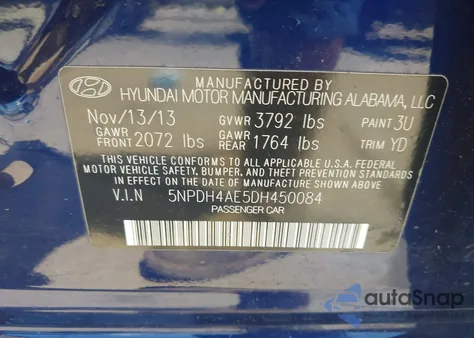 MANUFACTURED BY
HYUNDAI MOTOR MANUFACTURING ALABAMA, LLC
Nov/13/13 GVWR 3792 lbs PAINT 3U
GAWR FRONT 2072 lbs GAWR REAR 1764 lbs TRIM YD
THIS VEHICLE CONFORMS TO ALL APPLICABLE U.S.A. FEDERAL
MOTOR VEHICLE SAFETY, BUMPER, AND THEFT PREVENTION STANDARDS
IN EFFECT ON THE DATE OF MANUFACTURE SHOWN ABOVE.
V.I.N 5NPDH4AE5DH450084
PASSENGER CAR
autaSnap